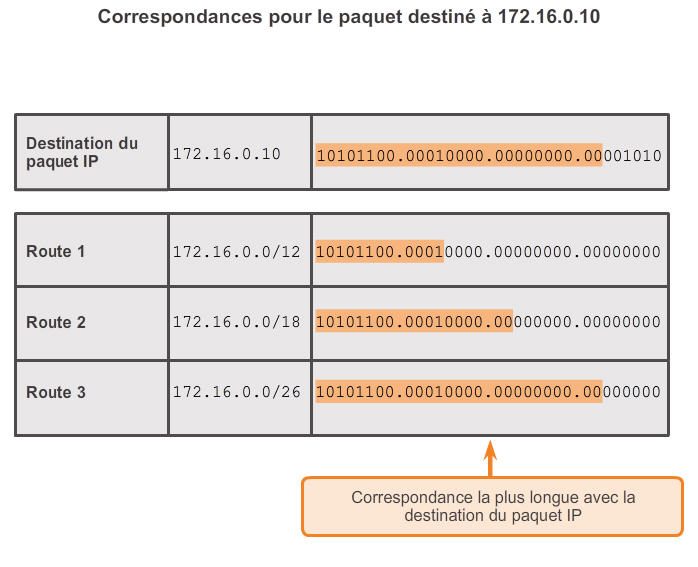 Correspondances pour le paquet destiné à 172.16.0.10
Destination du
paquet IP
172.16.0.10
10101100.00010000.00000000.00001010
Route 1
172.16.0.0/12
10101100.00010000.00000000.00000000
Route 2
172.16.0.0/18
10101100.00010000.00000000.00000000
Route 3
172.16.0.0/26
10101100.00010000.00000000.00000000
Correspondance la plus longue avec la
destination du paquet IP